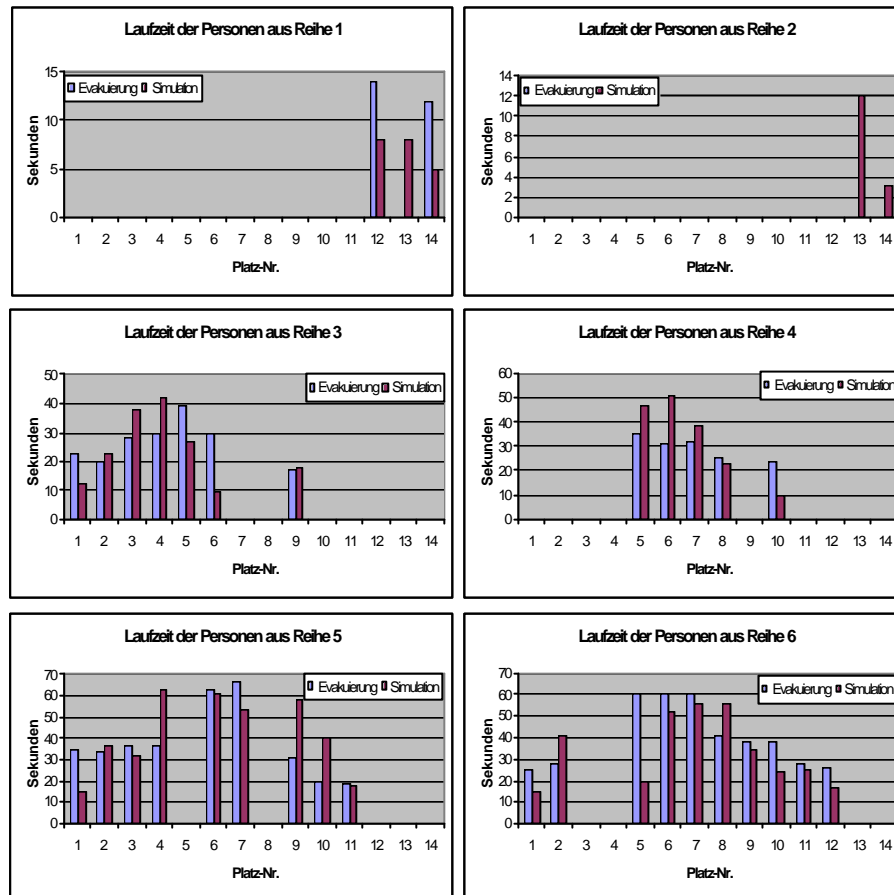 Laufzeit der Personen aus Reihe 1
Evakuierung Simulation
Sekunden
15
10
5
0
1 2 3 4 5 6 7 8 9 10 11 12 13 14
Platz-Nr.
Laufzeit der Personen aus Reihe 2
Evakuierung Simulation
Sekunden
14
12
10
8
6
4
2
0
1 2 3 4 5 6 7 8 9 10 11 12 13 14
Platz-Nr.
Laufzeit der Personen aus Reihe 3
Evakuierung Simulation
Sekunden
50
40
30
20
10
0
1 2 3 4 5 6 7 8 9 10 11 12 13 14
Platz-Nr.
Laufzeit der Personen aus Reihe 4
Evakuierung Simulation
Sekunden
60
50
40
30
20
10
0
1 2 3 4 5 6 7 8 9 10 11 12 13 14
Platz-Nr.
Laufzeit der Personen aus Reihe 5
Evakuierung Simulation
Sekunden
70
60
50
40
30
20
10
0
1 2 3 4 5 6 7 8 9 10 11 12 13 14
Platz-Nr.
Laufzeit der Personen aus Reihe 6
Evakuierung Simulation
Sekunden
70
60
50
40
30
20
10
0
1 2 3 4 5 6 7 8 9 10 11 12 13 14
Platz-Nr.